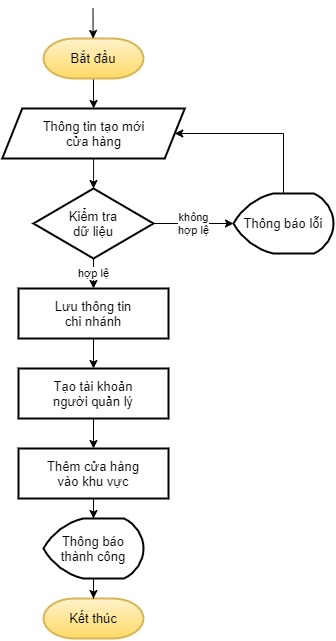 Bắt đầu
Thông tin tạo mới
cửa hàng
Kiểm tra
dữ liệu
không
hợp lệ
Thông báo lỗi
hợp lệ
Lưu thông tin
chi nhánh
Tạo tài khoản
người quản lý
Thêm cửa hàng
vào khu vực
Thông báo
thành công
Kết thúc